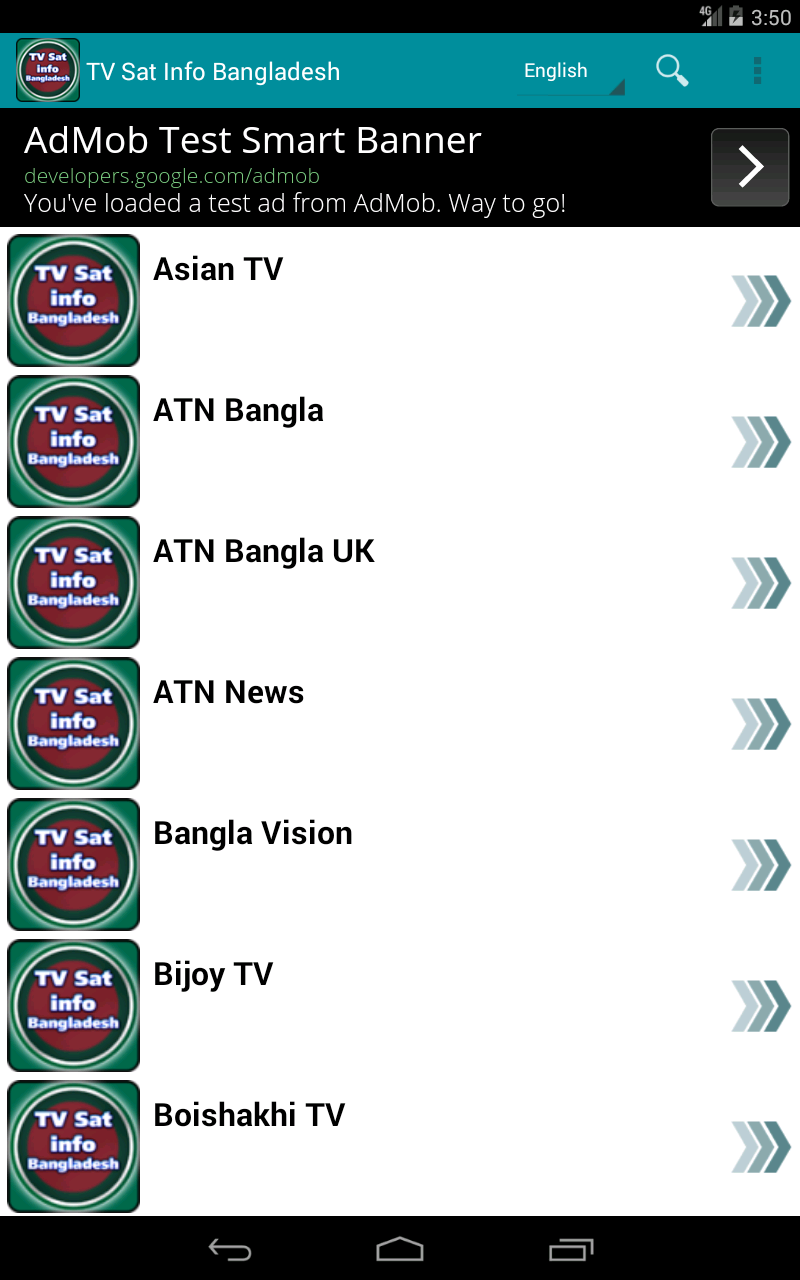 4G 3:50
TV Sat
info
Bangladesh
TV Sat Info Bangladesh
English
AdMob Test Smart Banner
developers.google.com/admob
You've loaded a test ad from AdMob. Way to go!
TV Sat
info
Bangladesh
Asian TV
TV Sat
info
Bangladesh
ATN Bangla
TV Sat
info
Bangladesh
ATN Bangla UK
TV Sat
info
Bangladesh
ATN News
TV Sat
info
Bangladesh
Bangla Vision
TV Sat
info
Bangladesh
Bijoy TV
TV Sat
info
Bangladesh
Boishakhi TV